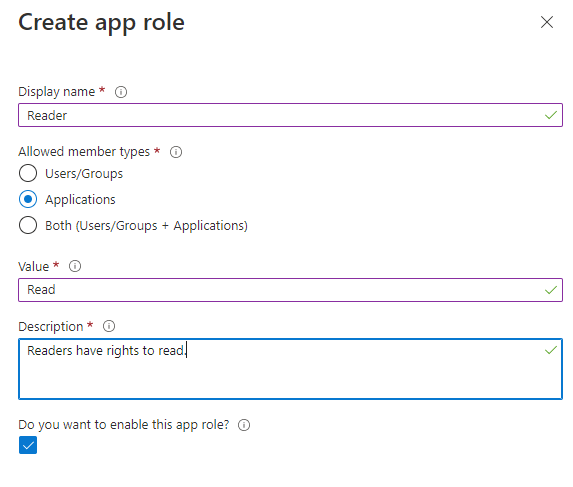 Create app role
Display name *
Reader
Allowed member types *
Users/Groups
Applications
Both (Users/Groups + Applications)
Value *
Read
Description *
Readers have rights to read.
Do you want to enable this app role?